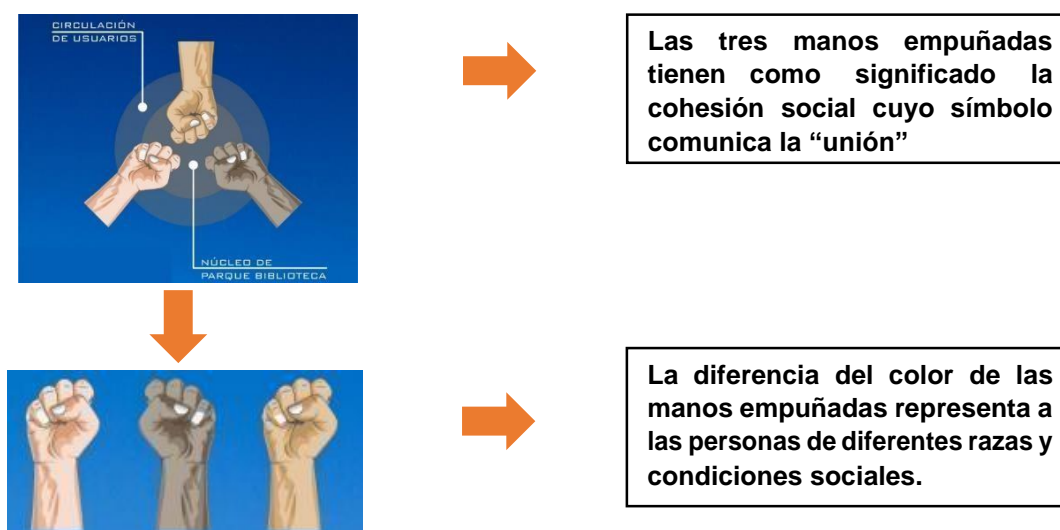 CIRCULACIÓN
DE USUARIOS
NÚCLEO DE
PARQUE BIBLIOTECA
Las tres manos empuñadas
tienen como significado la
cohesión social cuyo símbolo
comunica la “unión”
La diferencia del color de las
manos empuñadas representa a
las personas de diferentes razas y
condiciones sociales.